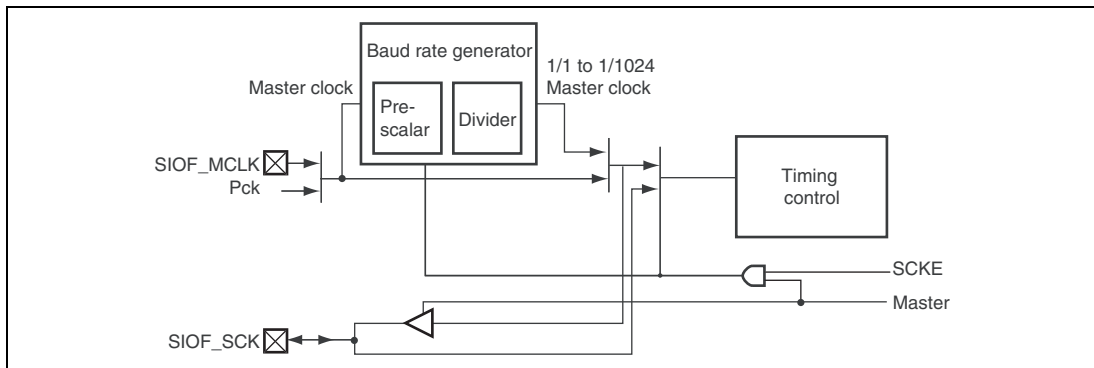 Baud rate generator
1/1 to 1/1024
Master clock
Master clock
Pre-
scalar
Divider
SIOF_MCLK
Pck
Timing
control
SCKE
Master
SIOF_SCK